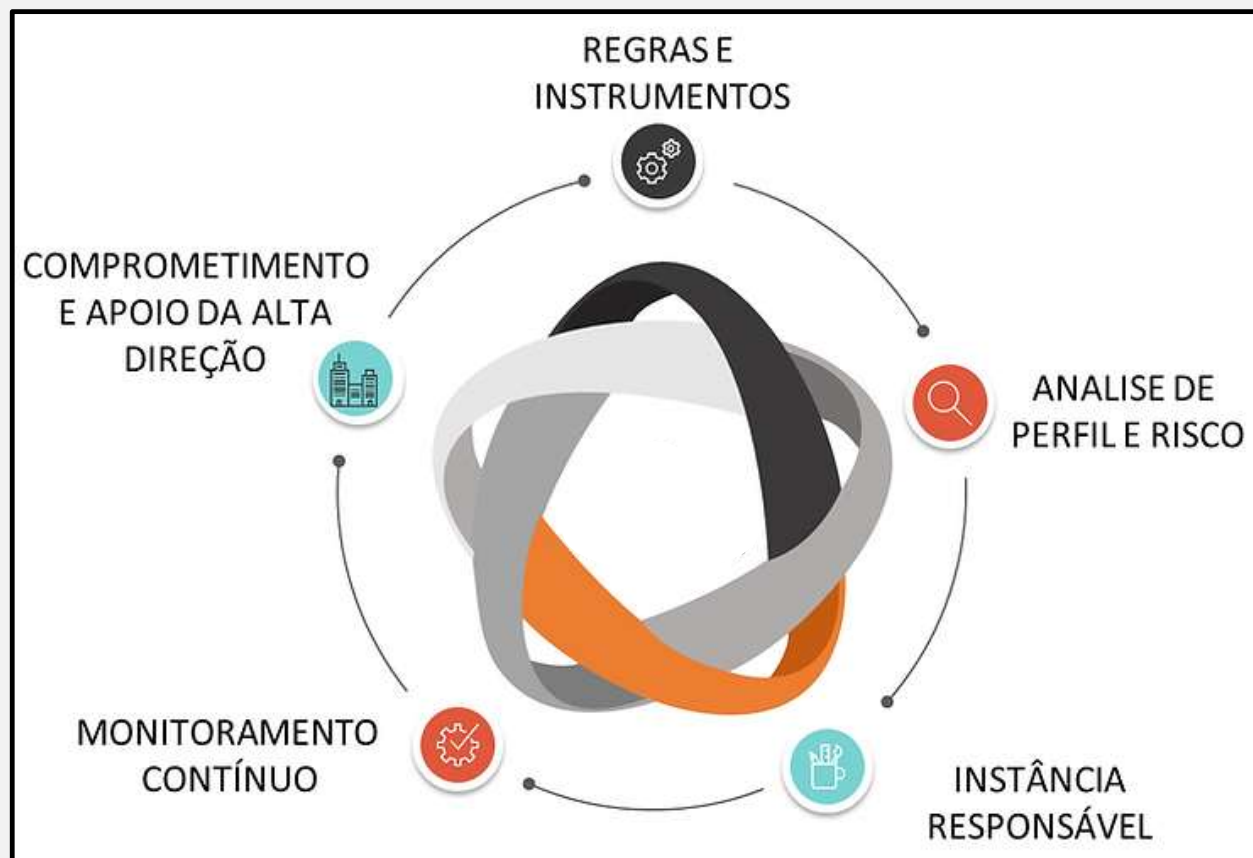 REGRAS E
INSTRUMENTOS
COMPROMETIMENTO
E APOIO DA ALTA
DIREÇÃO
ANALISE DE
PERFIL E RISCO
MONITORAMENTO
CONTÍNUO
INSTÂNCIA
RESPONSÁVEL